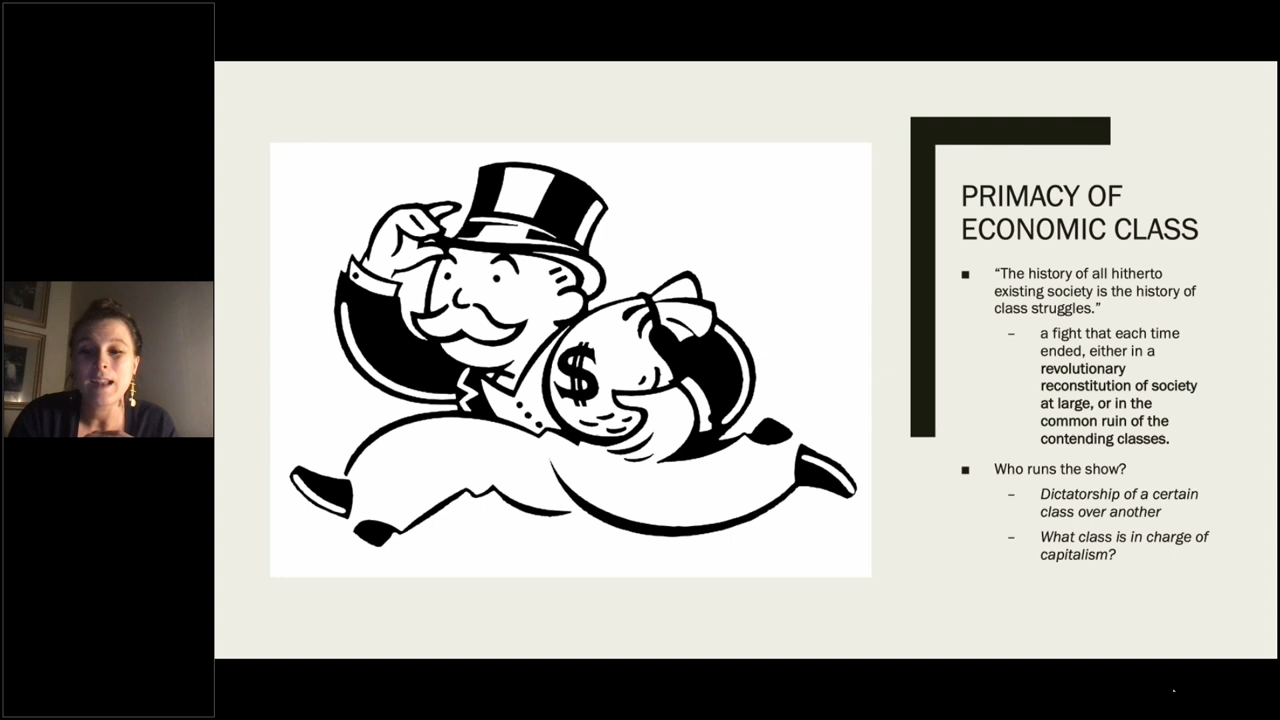 $
PRIMACY OF
ECONOMIC CLASS
■ “The history of all hitherto
existing society is the history of
class struggles.”
– a fight that each time
ended, either in a
revolutionary
reconstitution of society
at large, or in the
common ruin of the
contending classes.
■ Who runs the show?
– Dictatorship of a certain
class over another
– What class is in charge of
capitalism?